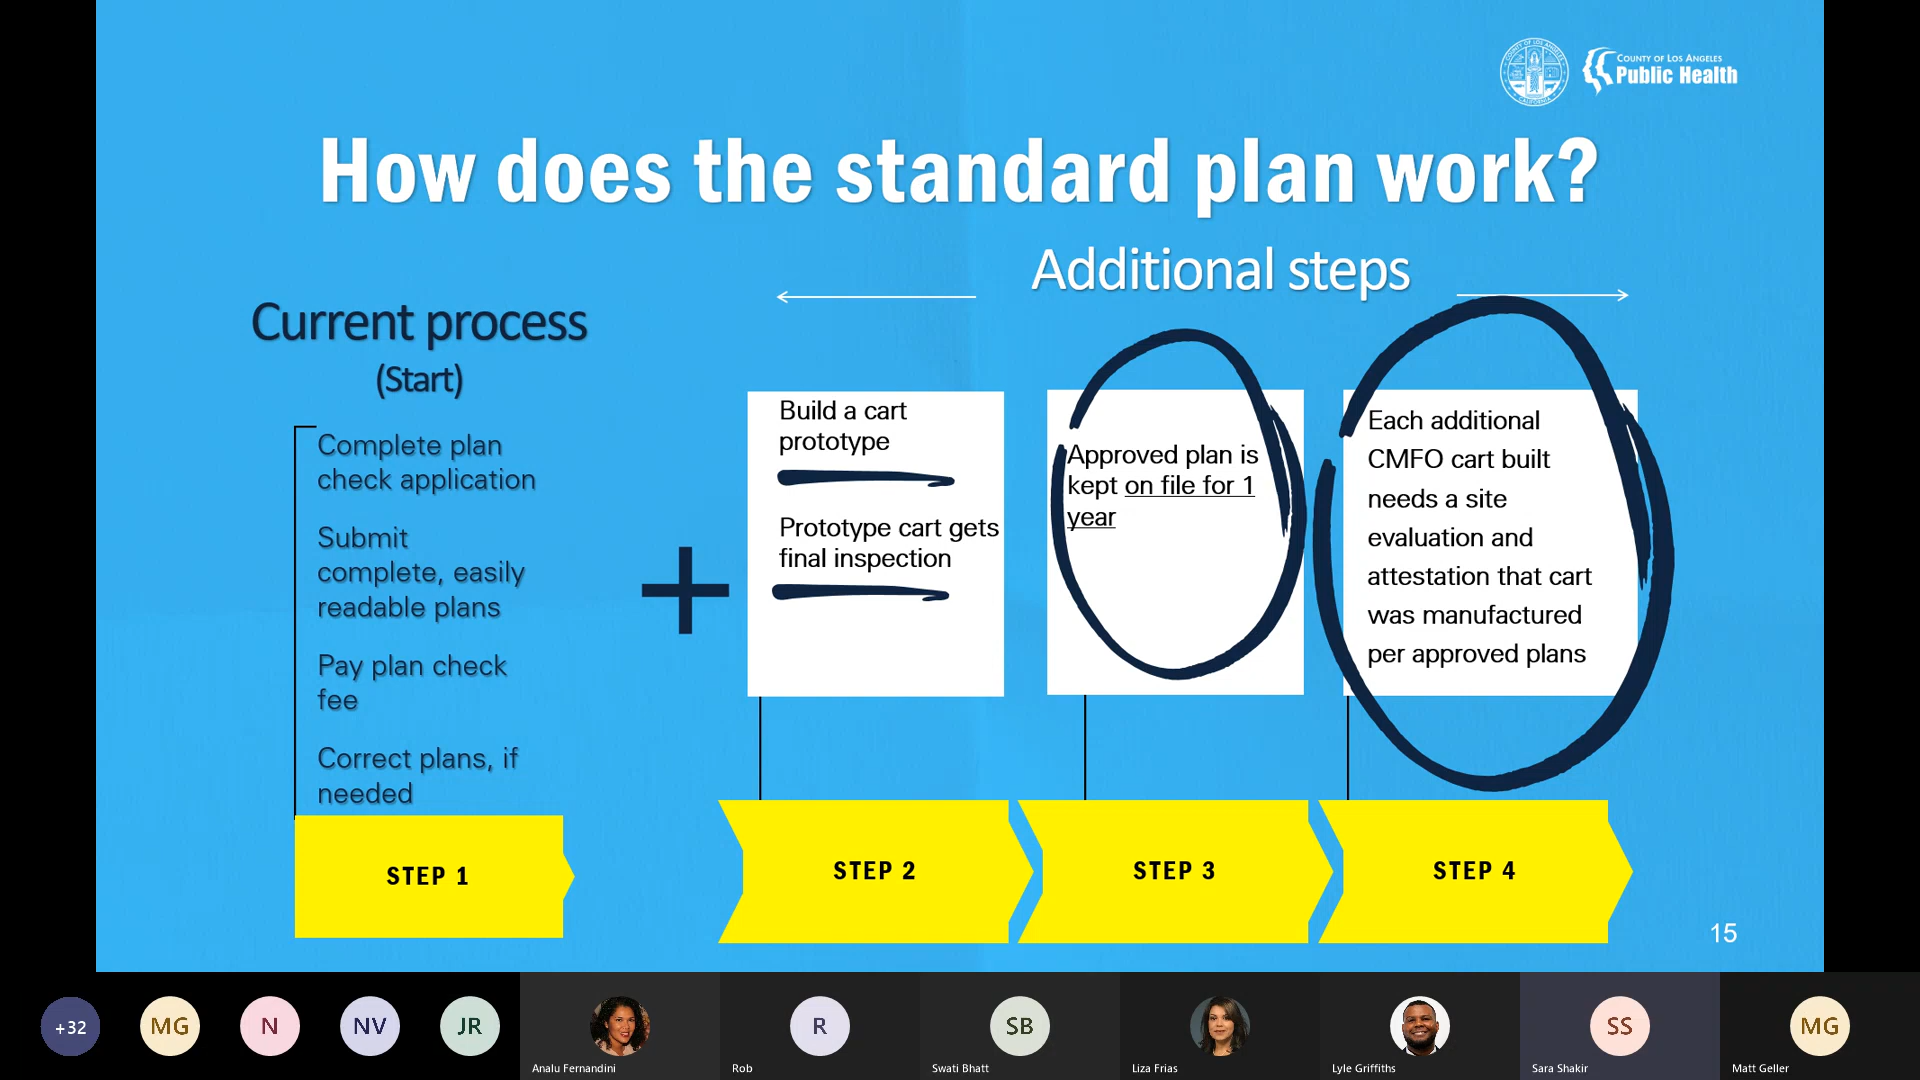 COUNTY OF LOS ANGELES
Public Health
How does the standard plan work?
Additional steps
Current process
(Start)
Complete plan
check application
Submit
complete, easily
readable plans
Pay plan check
fee
Correct plans, if
needed
Build a cart
prototype
Prototype cart gets
final inspection
Approved plan is
kept on file for 1
year
Each additional
CMFO cart built
needs a site
evaluation and
attestation that cart
was manufactured
per approved plans
STEP 1
STEP 2
STEP 3
STEP 4
15
+32
MG
N
NV
JR
R
SB
SS
MG
Analu Fernandini
Rob
Swati Bhatt
Liza Frias
Lyle Griffiths
Sara Shakir
Matt Geller